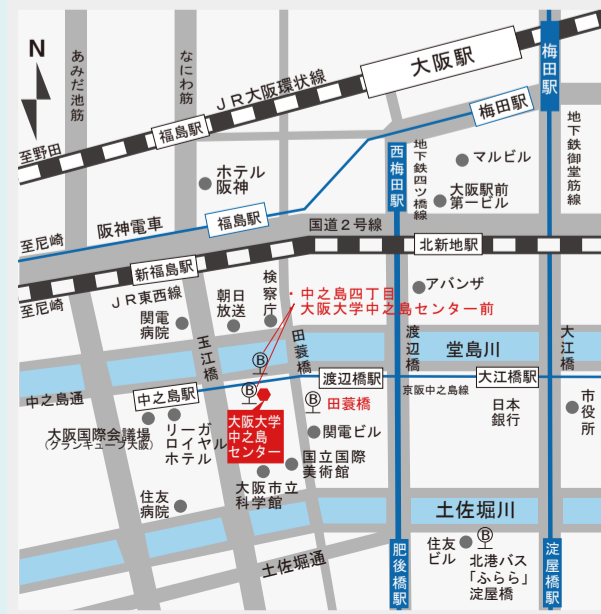 N
あみだ池筋
なにわ筋
大阪駅
梅田駅
JR大阪環状線
梅田駅
福島駅
至野田
西梅田駅
地下鉄四ツ橋線
地下鉄御堂筋線
マルビル
ホテル
阪神
大阪駅前
第一ビル
阪神電車
福島駅
国道2号線
至尼崎
北新地駅
新福島駅
至尼崎
JR東西線
関電
病院
朝日
放送
検察庁
・中之島四丁目
・大阪大学中之島センター前
アバンザ
玉江橋
田蓑橋
渡辺橋
堂島川
大江橋
B
中之島通
中之島駅
渡辺橋駅
大江橋駅
京阪中之島線
B
B
田蓑橋
日本
銀行
市役所
大阪国際会議場
(グランキューブ大阪)
リーガ
ロイヤル
ホテル
大阪大学
中之島
センター
関電ビル
国立国際
美術館
大阪市立
科学館
住友
病院
土佐堀川
土佐堀通
肥後橋駅
住友
ビル
B
北港バス
「ふらら」
淀屋橋
淀屋橋駅